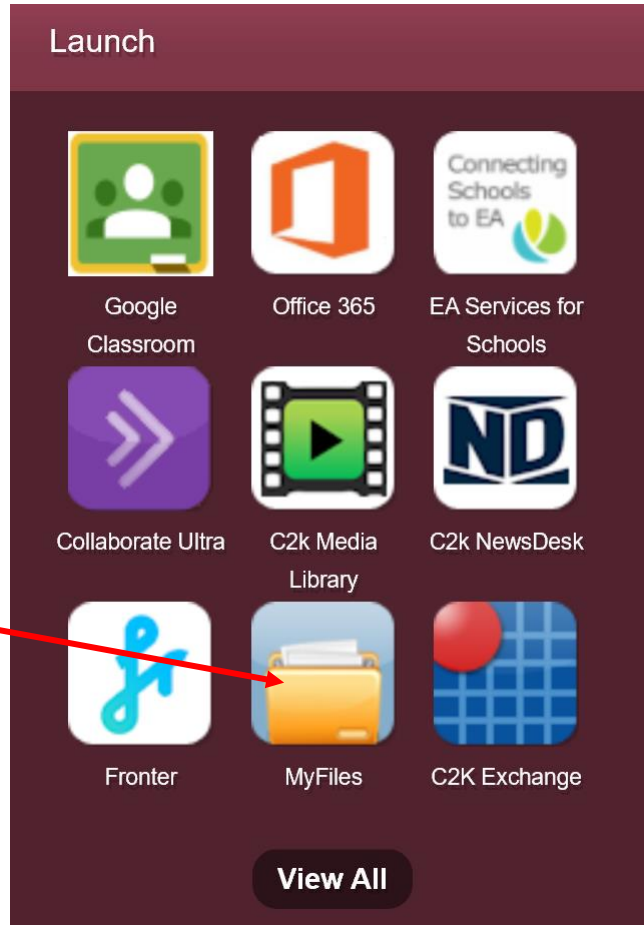 Launch
Connecting
Schools
to EA
Google
Classroom
Office 365
EA Services for
Schools
ND
Collaborate Ultra
C2k Media
Library
C2k NewsDesk
fr
Fronter
MyFiles
C2K Exchange
View All